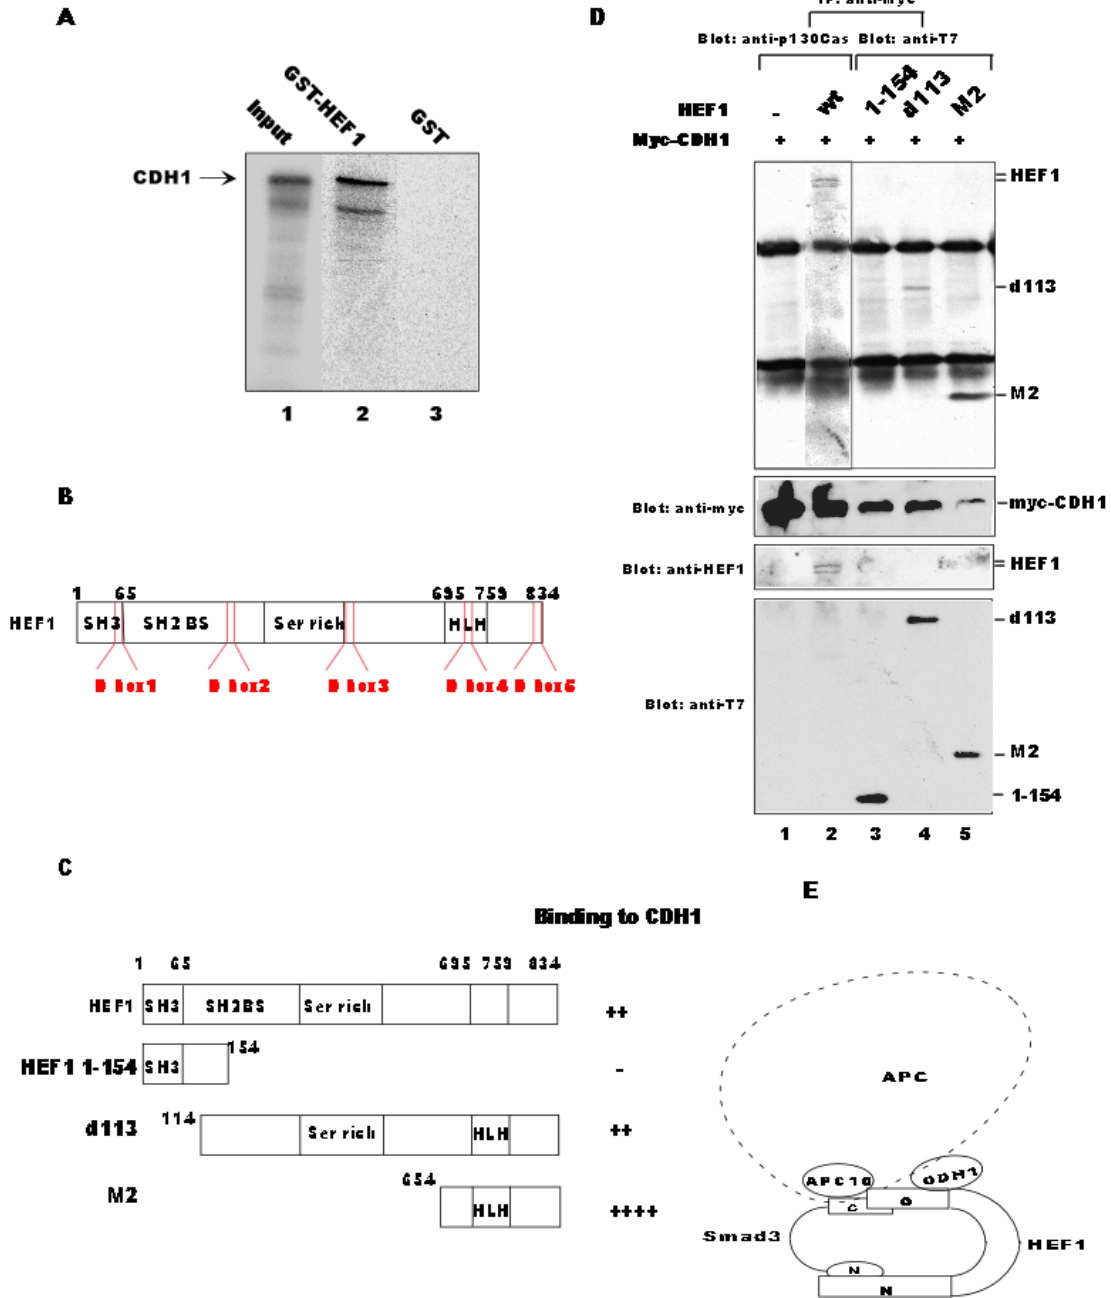 A
Input
GST-HEF1
GST
CDH1
1 2 3
B
1 65 695 759 834
HEF1 SH3 SH2BS Ser rich HLH
D box1 D box2 D box3 D box4 D box5
C
Binding to CDH1
1 65 695 759 834
HEF1 SH3 SH2BS Ser rich ++
154
HEF1 1-154 SH3 -
114
d113 Ser rich HLH ++
M2
654
HLH ++++
D
IP: anti-myc
Blot: anti-p130Cas Blot: anti-T7
HEF1 - wt 1-154 d113 M2
Myc-CDH1 + + + + +
HEF1
d113
M2
Blot: anti-myc myc-CDH1
Blot: anti-HEF1 HEF1
d113
Blot: anti-T7
M2
1-154
1 2 3 4 5
E
APC
APC10 CDH1
C
Smad3
HEF1
N
N